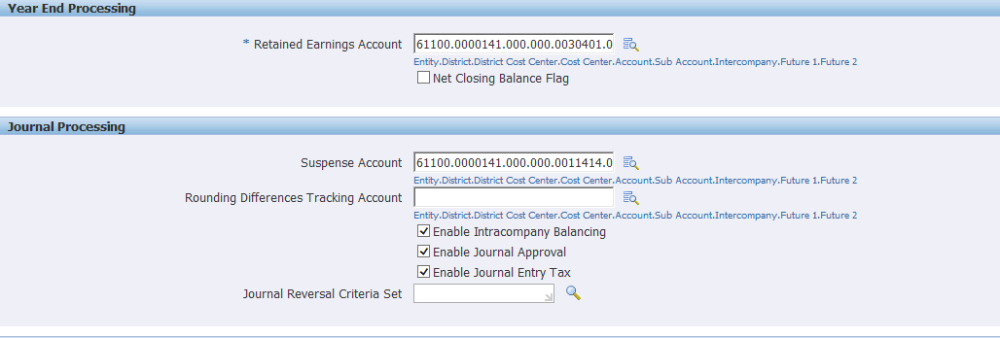 Year End Processing
* Retained Earnings Account 61100.0000141.000.000.0030401.0
Entity.District.District Cost Center.Cost Center.Account.Sub Account.Intercompany.Future 1.Future 2
Net Closing Balance Flag
Journal Processing
Suspense Account 61100.0000141.000.000.0011414.0
Entity.District.District Cost Center.Cost Center.Account.Sub Account.Intercompany.Future 1.Future 2
Rounding Differences Tracking Account
Entity.District.District Cost Center.Cost Center.Account.Sub Account.Intercompany.Future 1.Future 2
Enable Intracompany Balancing
Enable Journal Approval
Enable Journal Entry Tax
Journal Reversal Criteria Set